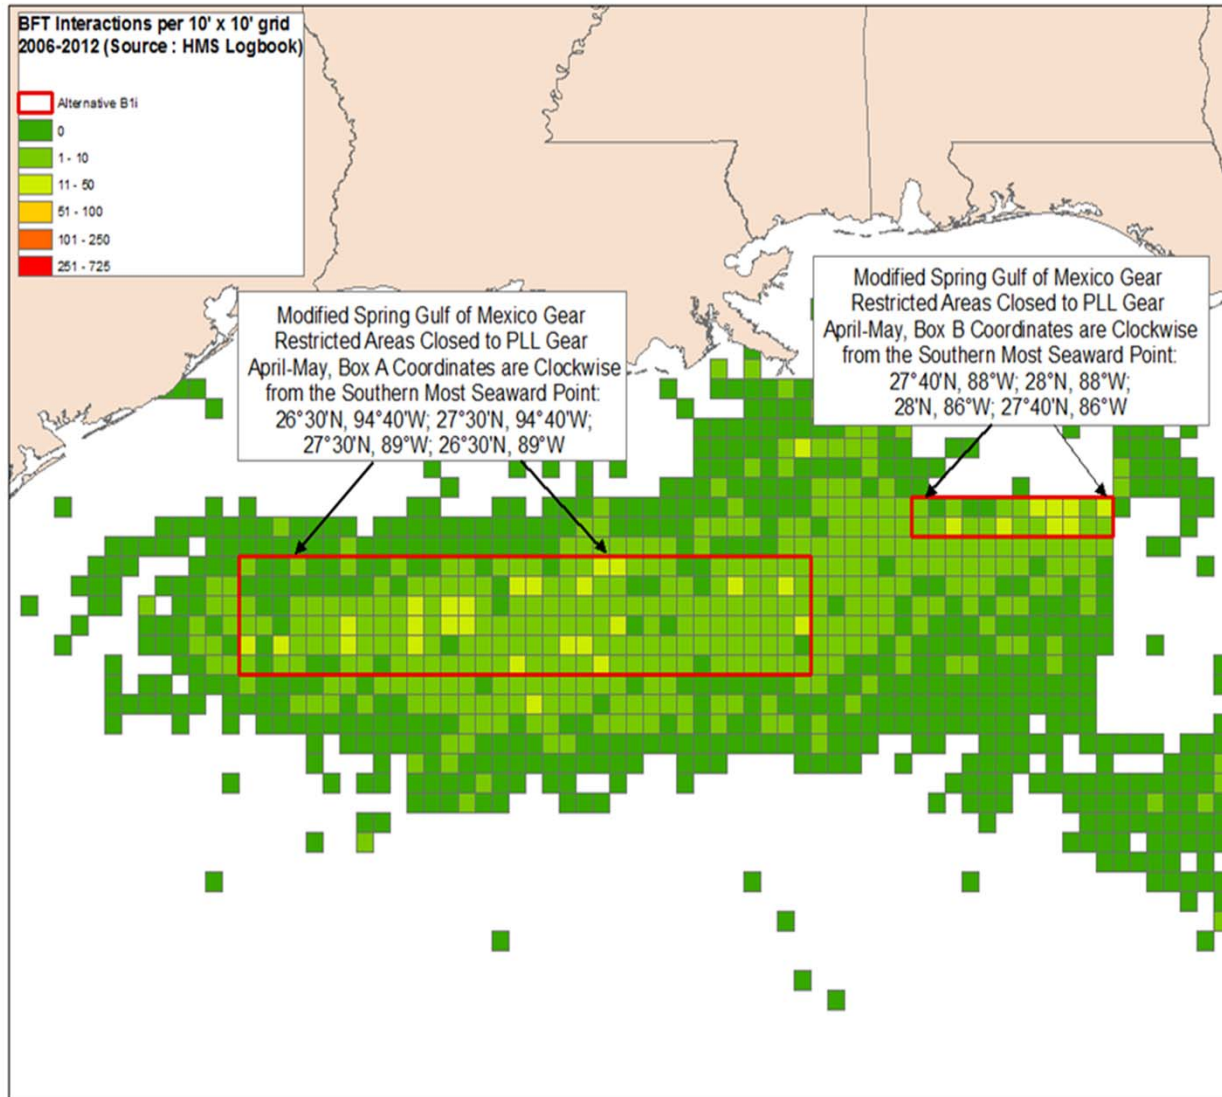 BFT Interactions per 10' x 10' grid
2006-2012 (Source : HMS Logbook)
Alternative B1i
0
1 - 10
11 - 50
51 - 100
101 - 250
251 - 725
Modified Spring Gulf of Mexico Gear
Restricted Areas Closed to PLL Gear
April-May, Box A Coordinates are Clockwise
from the Southern Most Seaward Point:
26°30'N, 94°40'W; 27°30'N, 94°40'W;
27°30'N, 89°W; 26°30'N, 89°W
Modified Spring Gulf of Mexico Gear
Restricted Areas Closed to PLL Gear
April-May, Box B Coordinates are Clockwise
from the Southern Most Seaward Point:
27°40'N, 88°W; 28°N, 88°W;
28'N, 86°W; 27°40'N, 86°W